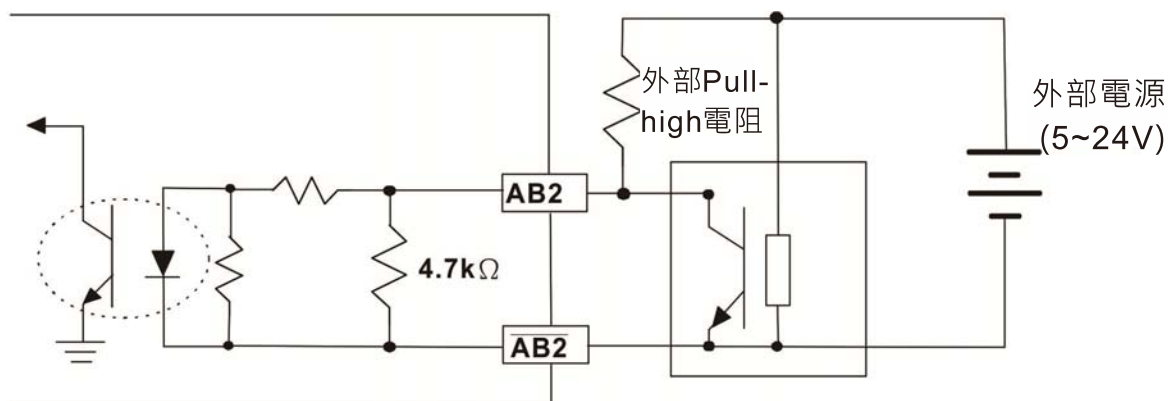 外部Pull-
high電阻
外部電源
(5~24V)
AB2
4.7kΩ
A̅B̅2̅